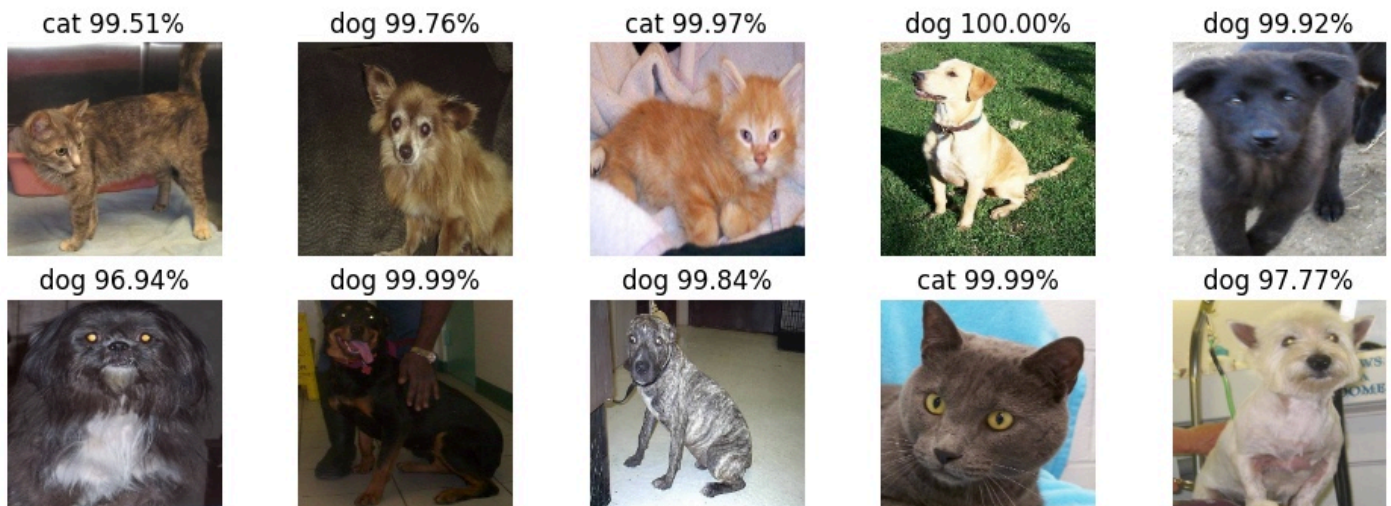 cat 99.51%
dog 99.76%
cat 99.97%
dog 100.00%
dog 99.92%
dog 96.94%
dog 99.99%
dog 99.84%
cat 99.99%
dog 97.77%